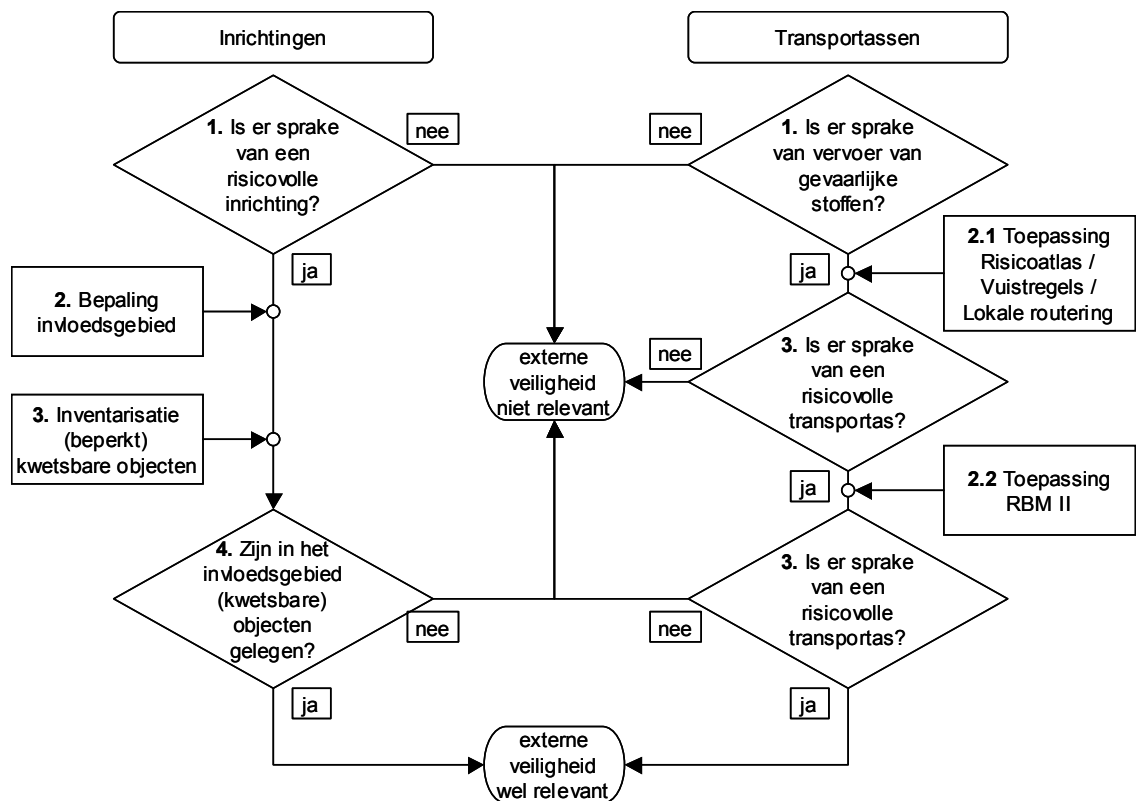 Inrichtingen
Transportassen
1. Is er sprake
van een
risicovolle
inrichting?
nee
nee
1. Is er sprake
van vervoer van
gevaarlijke
stoffen?
ja
ja
2.1 Toepassing
Risicoatlas /
Vuistregels /
Lokale routering
2. Bepaling
invloedsgebied
externe
veiligheid
niet relevant
nee
3. Is er sprake
van een
risicovolle
transportas?
3. Inventarisatie
(beperkt)
kwetsbare objecten
ja
2.2 Toepassing
RBM II
4. Zijn in het
invloedsgebied
(kwetsbare)
objecten
gelegen?
nee
nee
3. Is er sprake
van een
risicovolle
transportas?
ja
ja
externe
veiligheid
wel relevant